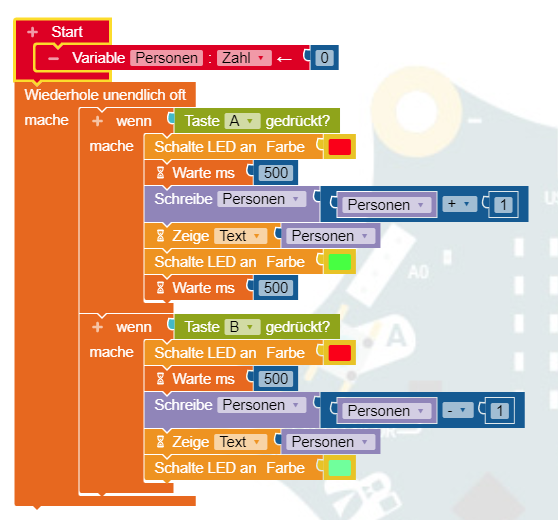 + Start
− Variable Personen : Zahl ← 0
Wiederhole unendlich oft
mache + wenn Taste A gedrückt?
mache Schalte LED an Farbe
Warte ms 500
Schreibe Personen Personen + 1
Zeige Text Personen
Schalte LED an Farbe
Warte ms 500
+ wenn Taste B gedrückt?
mache Schalte LED an Farbe
Warte ms 500
Schreibe Personen Personen - 1
Zeige Text Personen
Schalte LED an Farbe
A0
A